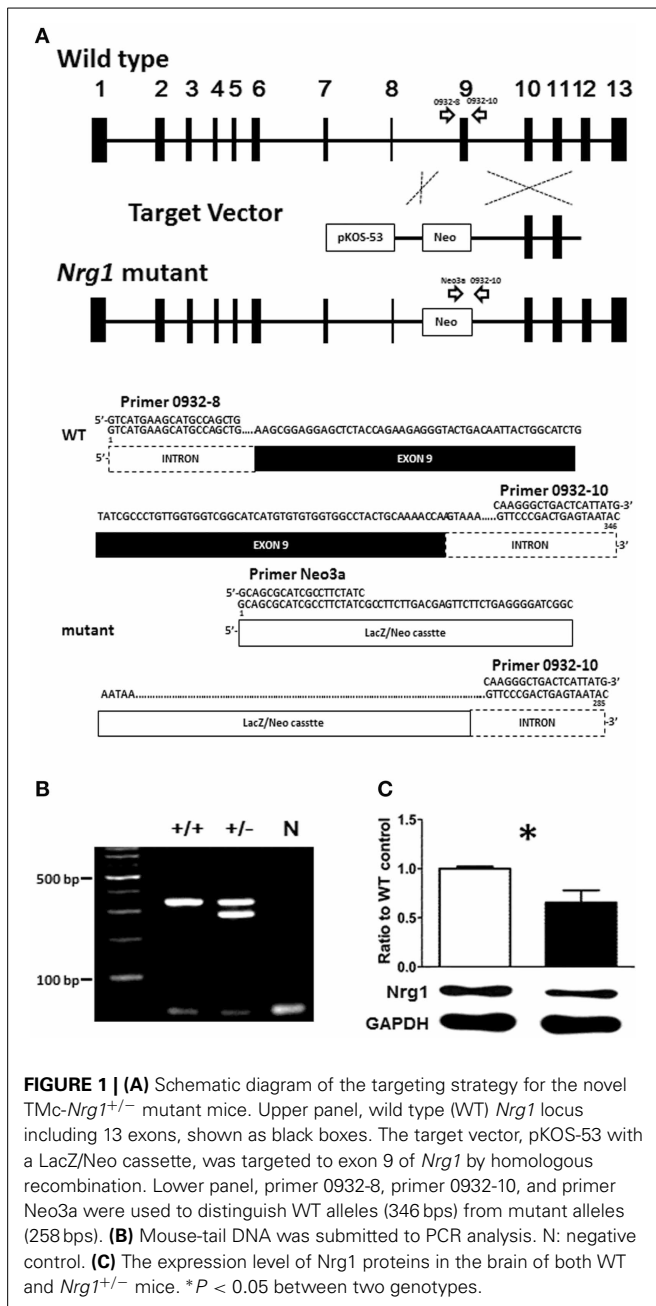 A
Wild type
1 2 3 4 5 6 7 8 9 10 11 12 13
0932-8 0932-10
Target Vector
pKOS-53 Neo
Nrg1 mutant
Neo3a 0932-10
Neo
Primer 0932-8
5'-GTCATGAAGCATGCCAGCTG
WT GTCATGAAGCATGCCAGCTG.....AAGCGGAGGAGCTCTACCAGAAGAGGGTACTGACAATTACTGGCATCTG
1
5'- INTRON EXON 9
Primer 0932-10
CAAGGGCTGACTCATTATG-3'
TATCGCCCTGTTGGTGGTCGGCATCATGTGTGTGGTGGCCTACTGCAAAACCAAGTAAA.....GTTCCCGACTGAGTAATAC
346
EXON 9 INTRON -3'
Primer Neo3a
5'-GCAGCGCATCGCCTTCTATC
GCAGCGCATCGCCTTCTATCGCCTTCTTGACGAGTTCTTCTGAGGGGATCGGC
1
mutant 5'- LacZ/Neo casstte
Primer 0932-10
CAAGGGCTGACTCATTATG-3'
AATAA..........................................................................................GTTCCCGACTGAGTAATAC
285
LacZ/Neo casstte INTRON -3'
B
+/+ +/- N
500 bp
100 bp
C
Ratio to WT control
1.5
*
1.0
0.5
0.0
Nrg1
GAPDH
FIGURE 1 | (A) Schematic diagram of the targeting strategy for the novel
TMc-Nrg1+/− mutant mice. Upper panel, wild type (WT) Nrg1 locus
including 13 exons, shown as black boxes. The target vector, pKOS-53 with
a LacZ/Neo cassette, was targeted to exon 9 of Nrg1 by homologous
recombination. Lower panel, primer 0932-8, primer 0932-10, and primer
Neo3a were used to distinguish WT alleles (346 bps) from mutant alleles
(258 bps). (B) Mouse-tail DNA was submitted to PCR analysis. N: negative
control. (C) The expression level of Nrg1 proteins in the brain of both WT
and Nrg1+/− mice. *P < 0.05 between two genotypes.